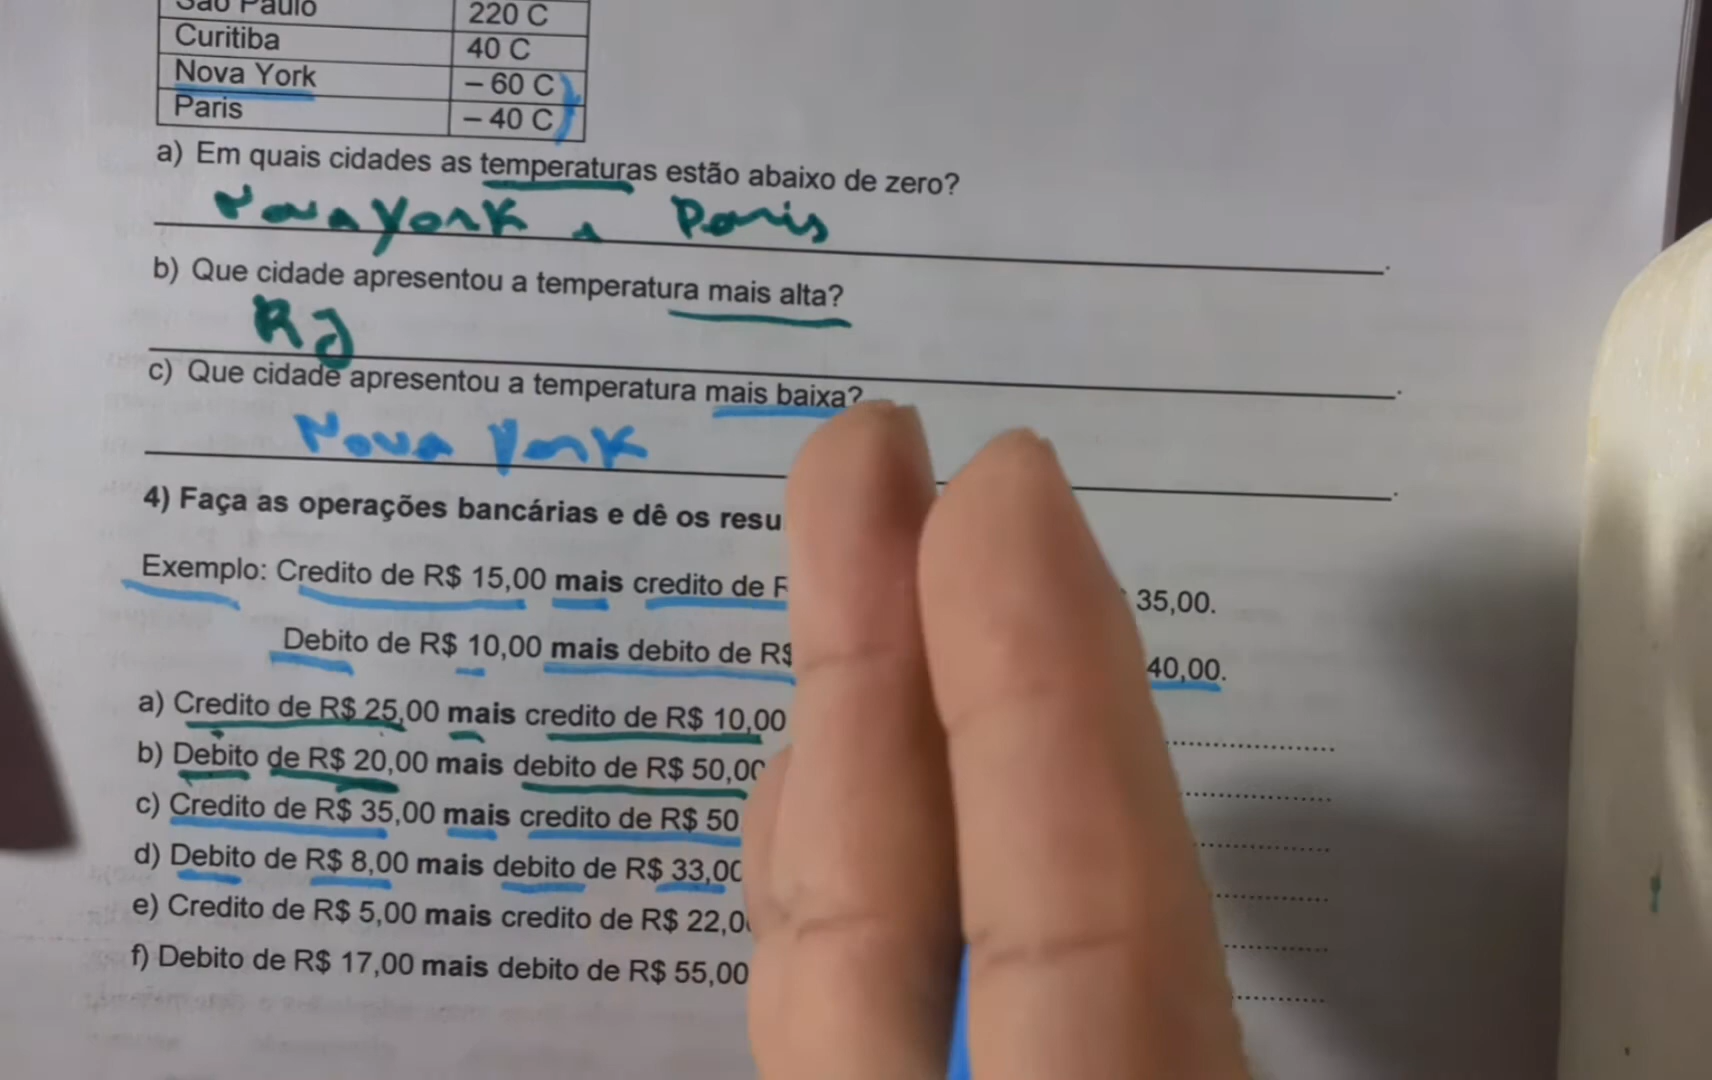 São Paulo 220 C
Curitiba 40 C
Nova York – 60 C
Paris – 40 C
a) Em quais cidades as temperaturas estão abaixo de zero?
Nova York e Paris
b) Que cidade apresentou a temperatura mais alta?
RJ
c) Que cidade apresentou a temperatura mais baixa?
Nova York
4) Faça as operações bancárias e dê os resu
Exemplo: Credito de R$ 15,00 mais credito de R 35,00.
Debito de R$ 10,00 mais debito de R$ 40,00.
a) Credito de R$ 25,00 mais credito de R$ 10,00
b) Debito de R$ 20,00 mais debito de R$ 50,00
c) Credito de R$ 35,00 mais credito de R$ 50
d) Debito de R$ 8,00 mais debito de R$ 33,00
e) Credito de R$ 5,00 mais credito de R$ 22,0
f) Debito de R$ 17,00 mais debito de R$ 55,00